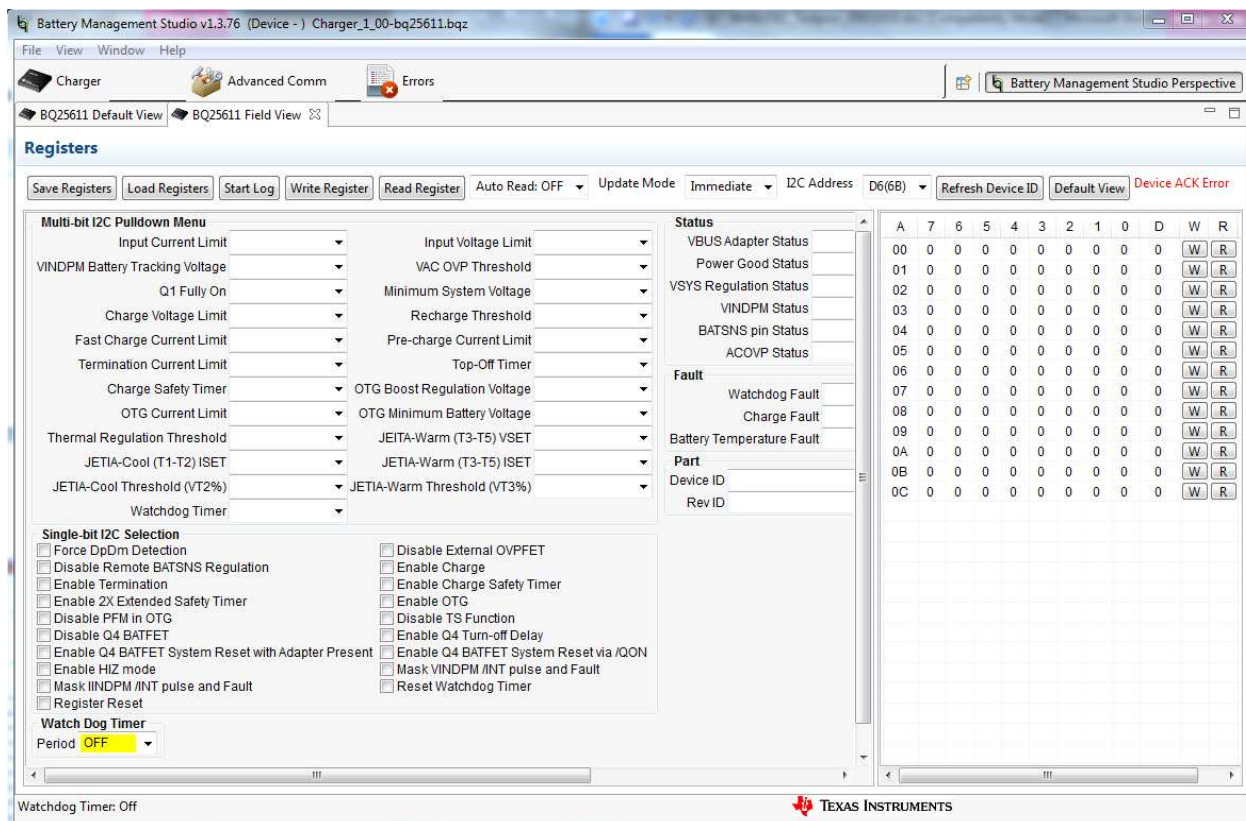 Battery Management Studio v1.3.76 (Device - ) Charger_1_00-bq25611.bqz
File View Window Help
Charger Advanced Comm Errors Battery Management Studio Perspective
BQ25611 Default View BQ25611 Field View
Registers
Save Registers Load Registers Start Log Write Register Read Register Auto Read: OFF Update Mode Immediate I2C Address D6(6B) Refresh Device ID Default View Device ACK Error
Multi-bit I2C Pulldown Menu
Input Current Limit Input Voltage Limit
VINDPM Battery Tracking Voltage VAC OVP Threshold
Q1 Fully On Minimum System Voltage
Charge Voltage Limit Recharge Threshold
Fast Charge Current Limit Pre-charge Current Limit
Termination Current Limit Top-Off Timer
Charge Safety Timer OTG Boost Regulation Voltage
OTG Current Limit OTG Minimum Battery Voltage
Thermal Regulation Threshold JEITA-Warm (T3-T5) VSET
JETIA-Cool (T1-T2) ISET JETIA-Warm (T3-T5) ISET
JETIA-Cool Threshold (VT2%) JETIA-Warm Threshold (VT3%)
Watchdog Timer
Single-bit I2C Selection
Force DpDm Detection Disable External OVPFET
Disable Remote BATSNS Regulation Enable Charge
Enable Termination Enable Charge Safety Timer
Enable 2X Extended Safety Timer Enable OTG
Disable PFM in OTG Disable TS Function
Disable Q4 BATFET Enable Q4 Turn-off Delay
Enable Q4 BATFET System Reset with Adapter Present Enable Q4 BATFET System Reset via /QON
Enable HIZ mode Mask VINDPM /INT pulse and Fault
Mask IINDPM /INT pulse and Fault Reset Watchdog Timer
Register Reset
Watch Dog Timer
Period OFF
Status
VBUS Adapter Status
Power Good Status
VSYS Regulation Status
VINDPM Status
BATSNS pin Status
ACOVP Status
Fault
Watchdog Fault
Charge Fault
Battery Temperature Fault
Part
Device ID
Rev ID
A 7 6 5 4 3 2 1 0 D W R
00 0 0 0 0 0 0 0 0 0 W R
01 0 0 0 0 0 0 0 0 0 W R
02 0 0 0 0 0 0 0 0 0 W R
03 0 0 0 0 0 0 0 0 0 W R
04 0 0 0 0 0 0 0 0 0 W R
05 0 0 0 0 0 0 0 0 0 W R
06 0 0 0 0 0 0 0 0 0 W R
07 0 0 0 0 0 0 0 0 0 W R
08 0 0 0 0 0 0 0 0 0 W R
09 0 0 0 0 0 0 0 0 0 W R
0A 0 0 0 0 0 0 0 0 0 W R
0B 0 0 0 0 0 0 0 0 0 W R
0C 0 0 0 0 0 0 0 0 0 W R
Watchdog Timer: Off TEXAS INSTRUMENTS